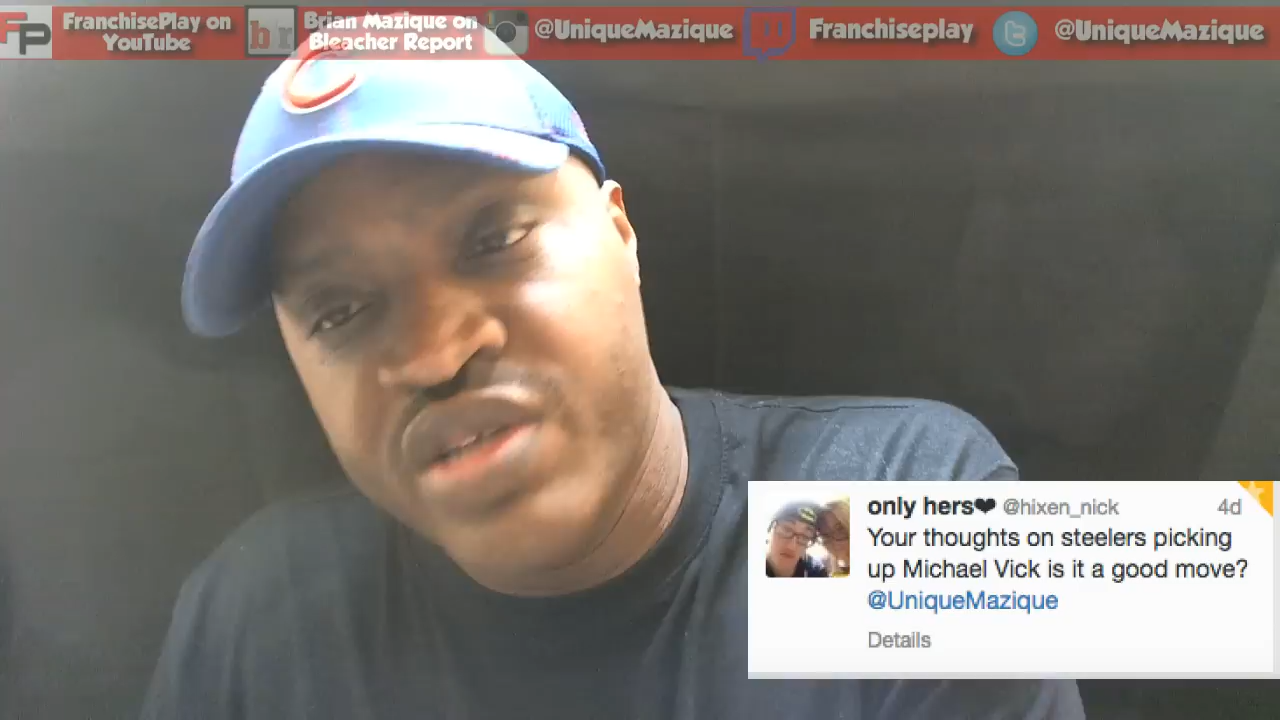 FP
FranchisePlay on
YouTube
br
Brian Mazique on
Bleacher Report
@UniqueMazique
Franchiseplay
@UniqueMazique
C
only hers❤ @hixen_nick 4d
Your thoughts on steelers picking
up Michael Vick is it a good move?
@UniqueMazique
Details